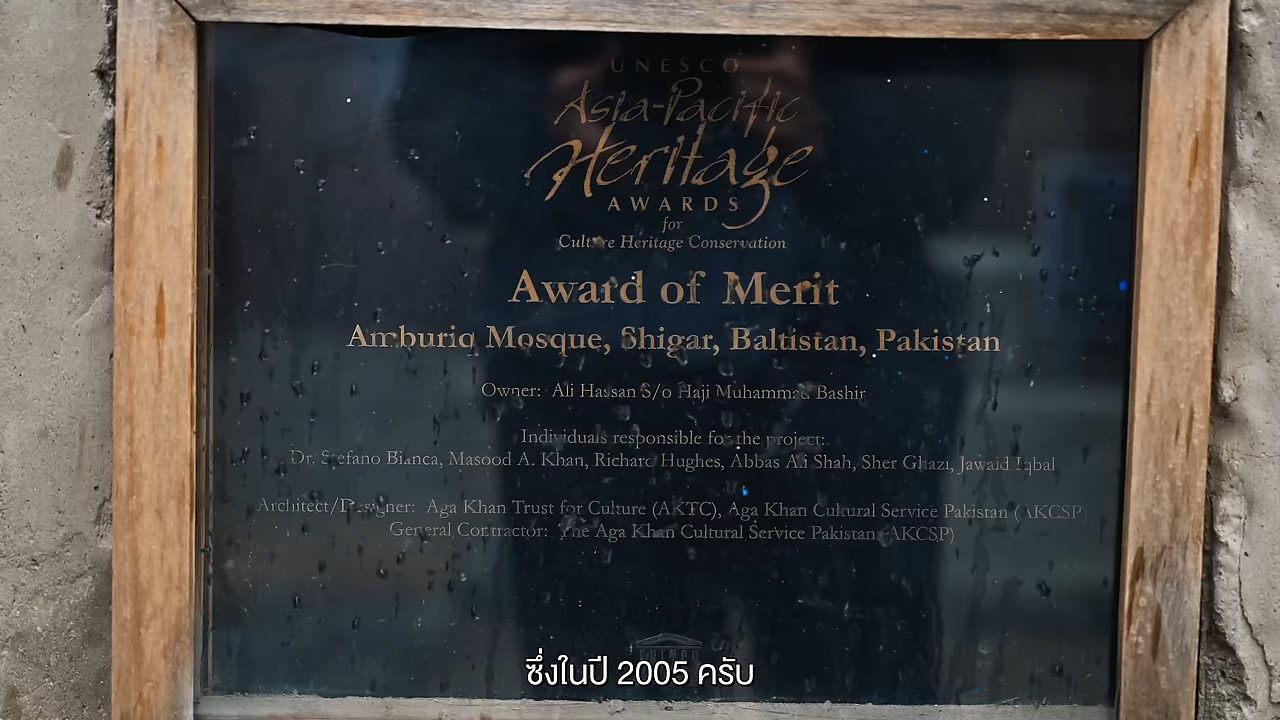 UNESCO
Asia-Pacific
Heritage
AWARDS
for
Culture Heritage Conservation
Award of Merit
Amburiq Mosque, Shigar, Baltistan, Pakistan
Owner: Ali Hassan S/o Haji Muhammad Bashir
Individuals responsible for the project:
Dr. Stefano Bianca, Masood A. Khan, Richard Hughes, Abbas Ali Shah, Sher Ghazi, Jawaid Iqbal
Architect/Designer: Aga Khan Trust for Culture (AKTC), Aga Khan Cultural Service Pakistan (AKCSP)
General Contractor: The Aga Khan Cultural Service Pakistan (AKCSP)
ซึ่งในปี 2005 ครับ